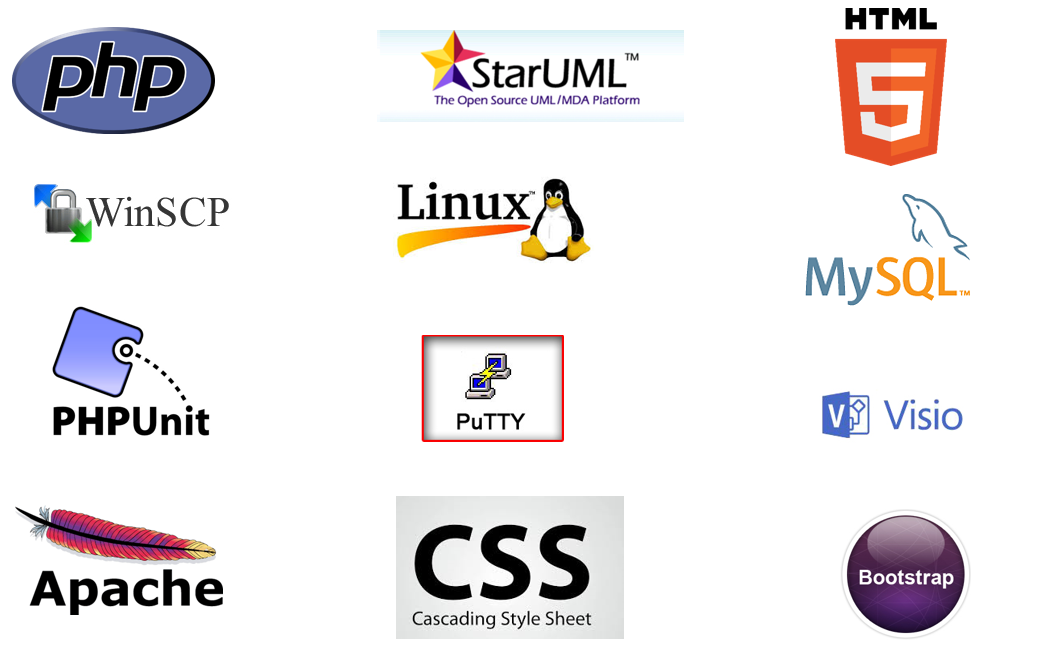 php
StarUML™
The Open Source UML/MDA Platform
HTML
5
WinSCP
Linux™
MySQL™
PHPUnit
PuTTY
V
Visio
Apache
CSS
Cascading Style Sheet
Bootstrap